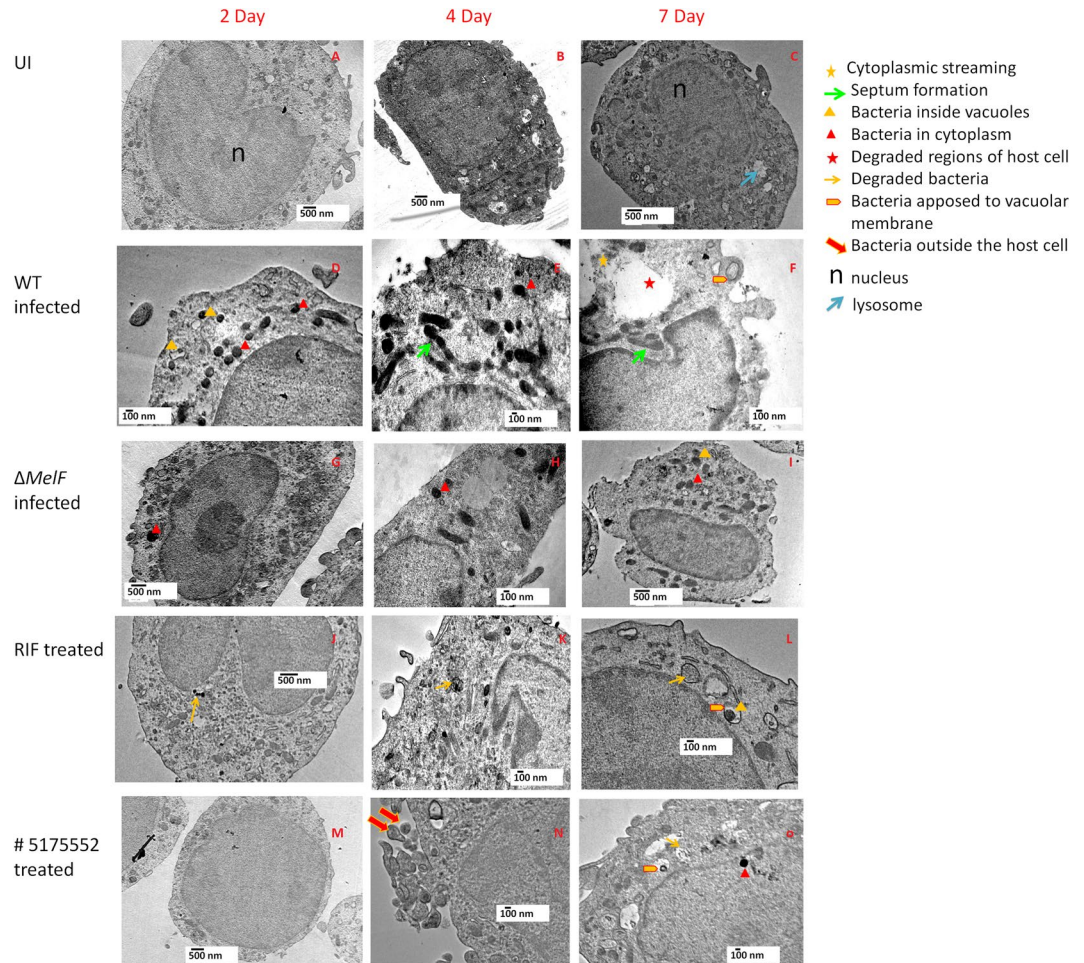 2 Day
4 Day
7 Day
UI
A
B
C
n
n
500 nm
500 nm
500 nm
Cytoplasmic streaming
Septum formation
Bacteria inside vacuoles
Bacteria in cytoplasm
Degraded regions of host cell
Degraded bacteria
Bacteria apposed to vacuolar
membrane
Bacteria outside the host cell
n nucleus
lysosome
WT
infected
D
E
F
100 nm
100 nm
100 nm
ΔMelF
infected
G
H
I
500 nm
100 nm
500 nm
RIF treated
J
K
L
500 nm
100 nm
100 nm
# 5175552
treated
M`
N
500 nm
100 nm
100 nm